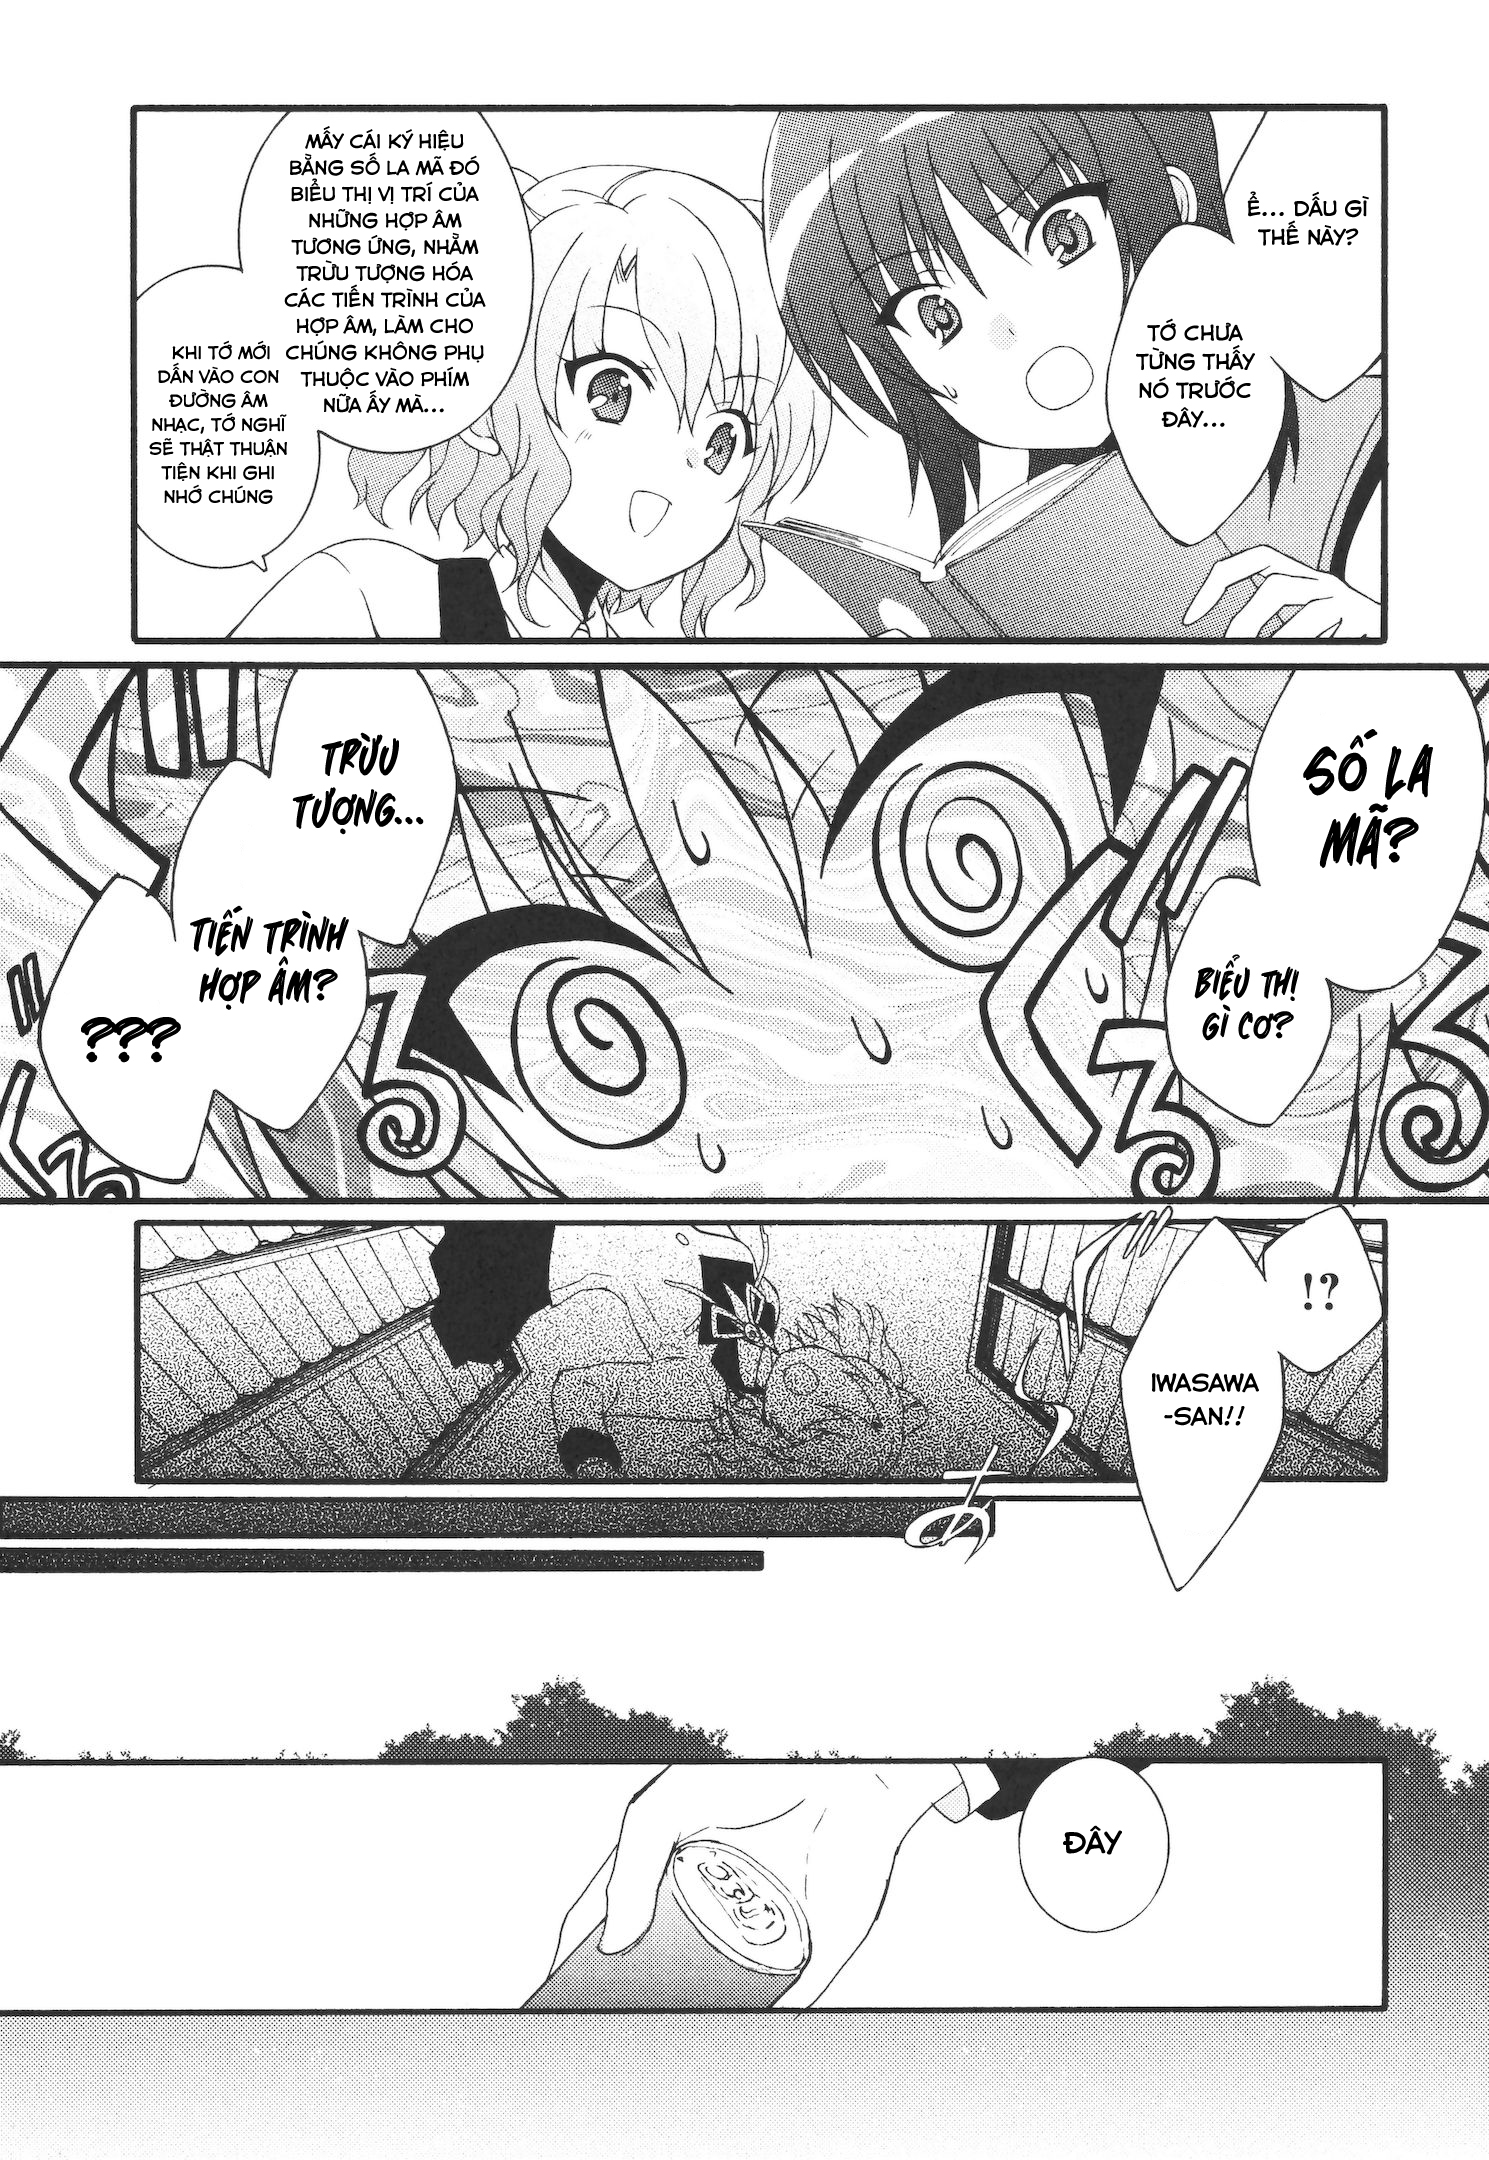 Ể... DẤU GÌ
THẾ NÀY?
TỚ CHƯA
TỪNG THẤY
NÓ TRƯỚC
ĐÂY...
MẤY CÁI KÝ HIỆU
BẰNG SỐ LA MÃ ĐÓ
BIỂU THỊ VỊ TRÍ CỦA
NHỮNG HỢP ÂM
TƯƠNG ỨNG, NHẰM
TRỪU TƯỢNG HÓA
CÁC TIẾN TRÌNH CỦA
HỢP ÂM, LÀM CHO
CHÚNG KHÔNG PHỤ
THUỘC VÀO PHÍM
NỮA ẤY MÀ...
KHI TỚ MỚI
DẤN VÀO CON
ĐƯỜNG ÂM
NHẠC, TỚ NGHĨ
SẼ THẬT THUẬN
TIỆN KHI GHI
NHỚ CHÚNG
SỐ LA
MÃ?
BIỂU THỊ
GÌ CƠ?
TRỪU
TƯỢNG...
TIẾN TRÌNH
HỢP ÂM?
???
!?
IWASAWA
-SAN!!
ĐÂY